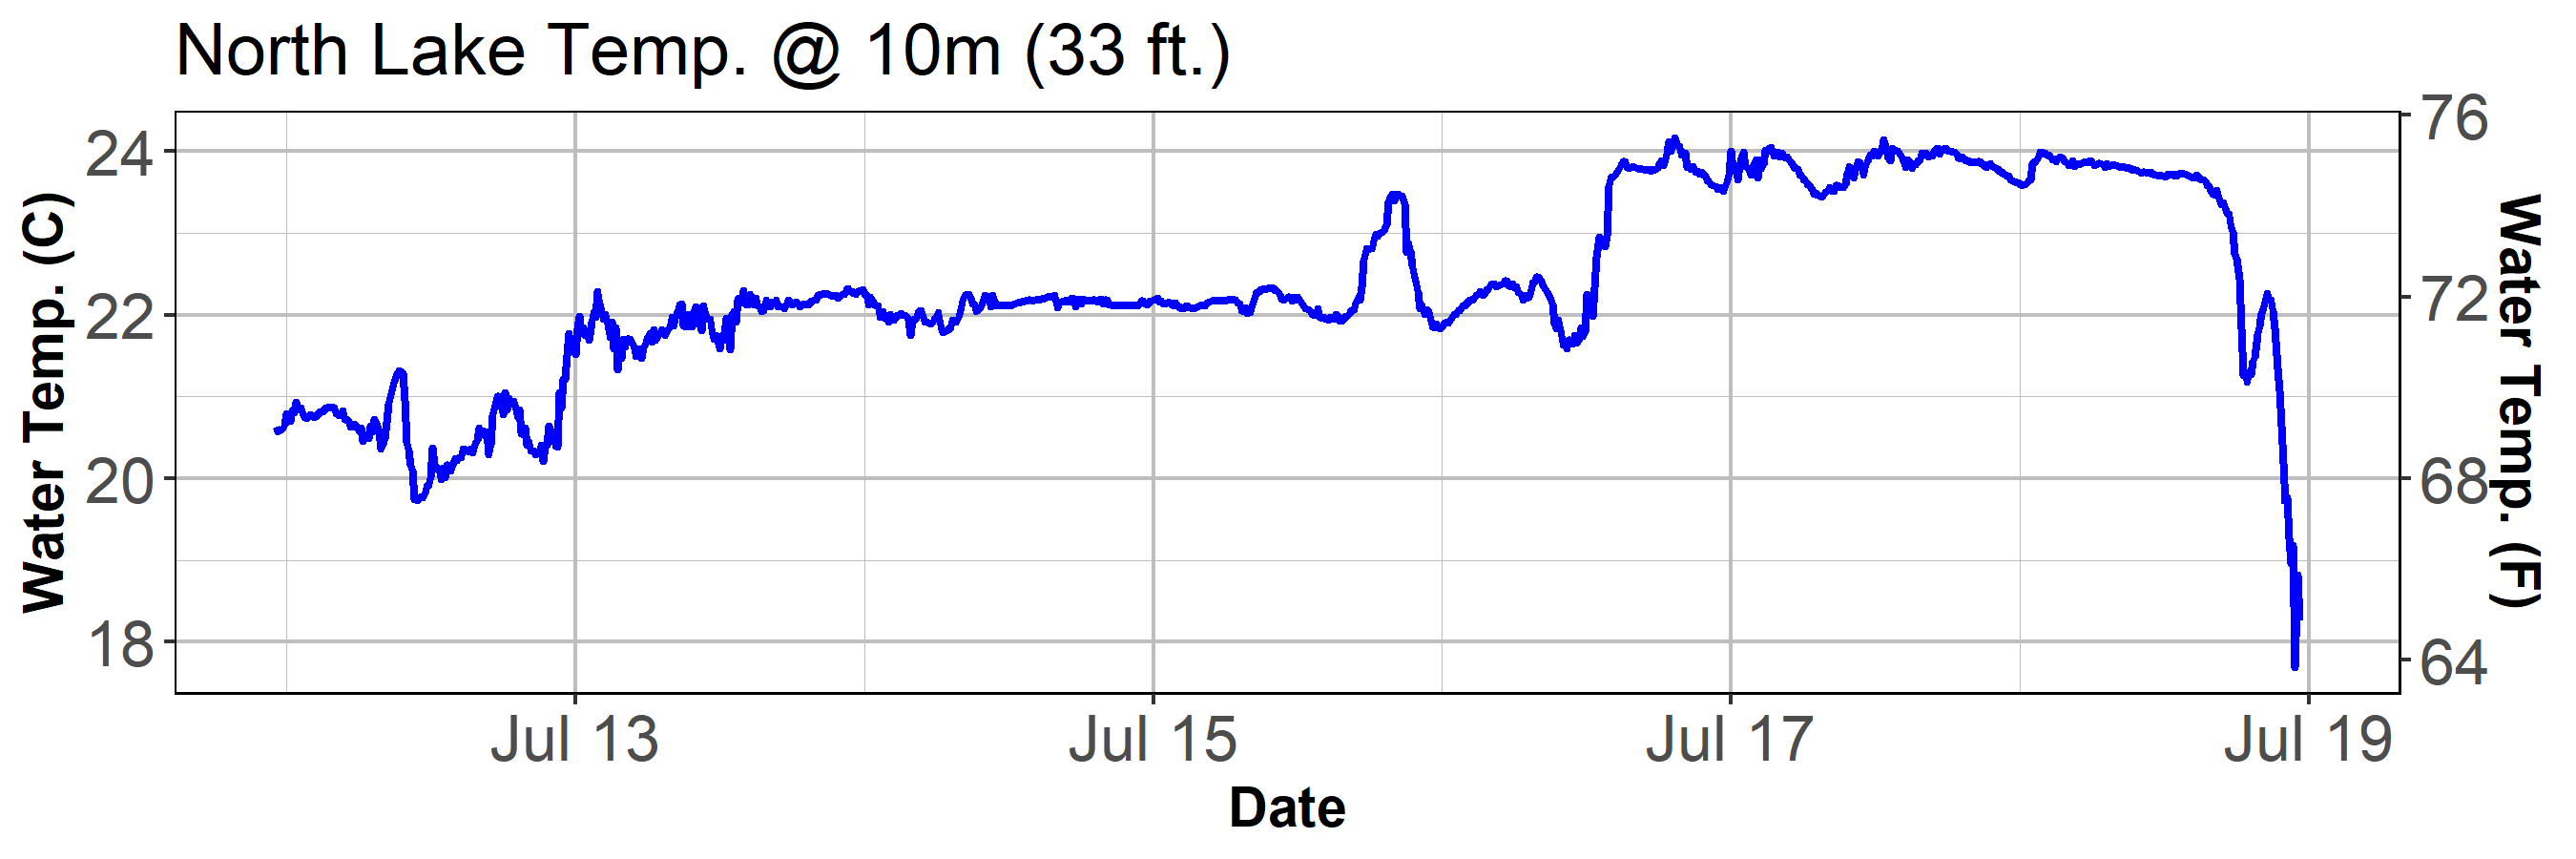 North Lake Temp. @ 10m (33 ft.)
Water Temp. (C)
24
22
20
18
76
72
68
64
Water Temp. (F)
Jul 13
Jul 15
Jul 17
Jul 19
Date